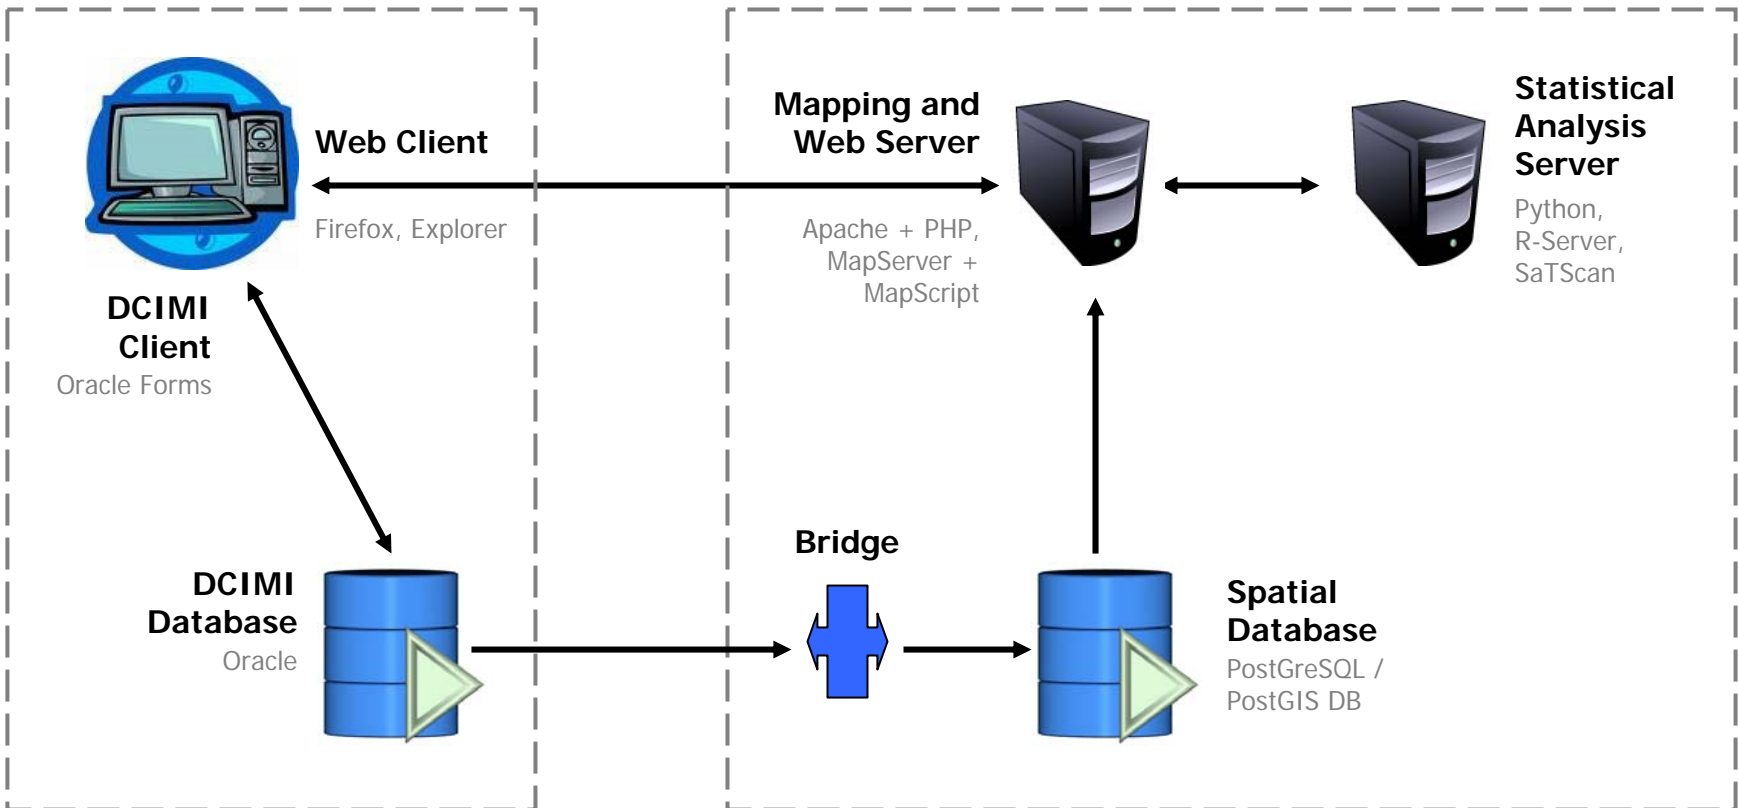 Web Client
Firefox, Explorer
DCIMI
Client
Oracle Forms
DCIMI
Database
Oracle
Mapping and
Web Server
Apache + PHP,
MapServer +
MapScript
Statistical
Analysis
Server
Python,
R-Server,
SaTScan
Bridge
Spatial
Database
PostGreSQL /
PostGIS DB